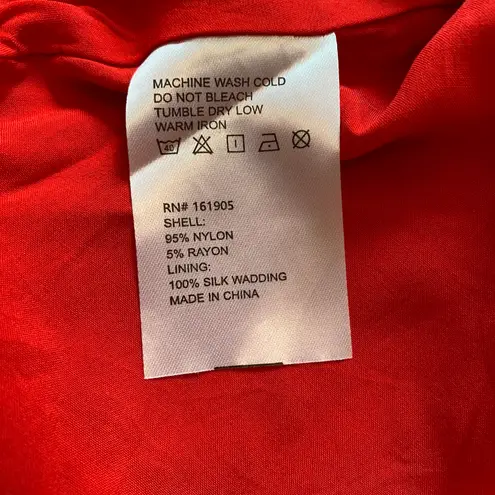 MACHINE WASH COLD
DO NOT BLEACH
TUMBLE DRY LOW
WARM IRON
40
RN# 161905
SHELL:
95% NYLON
5% RAYON
LINING:
100% SILK WADDING
MADE IN CHINA